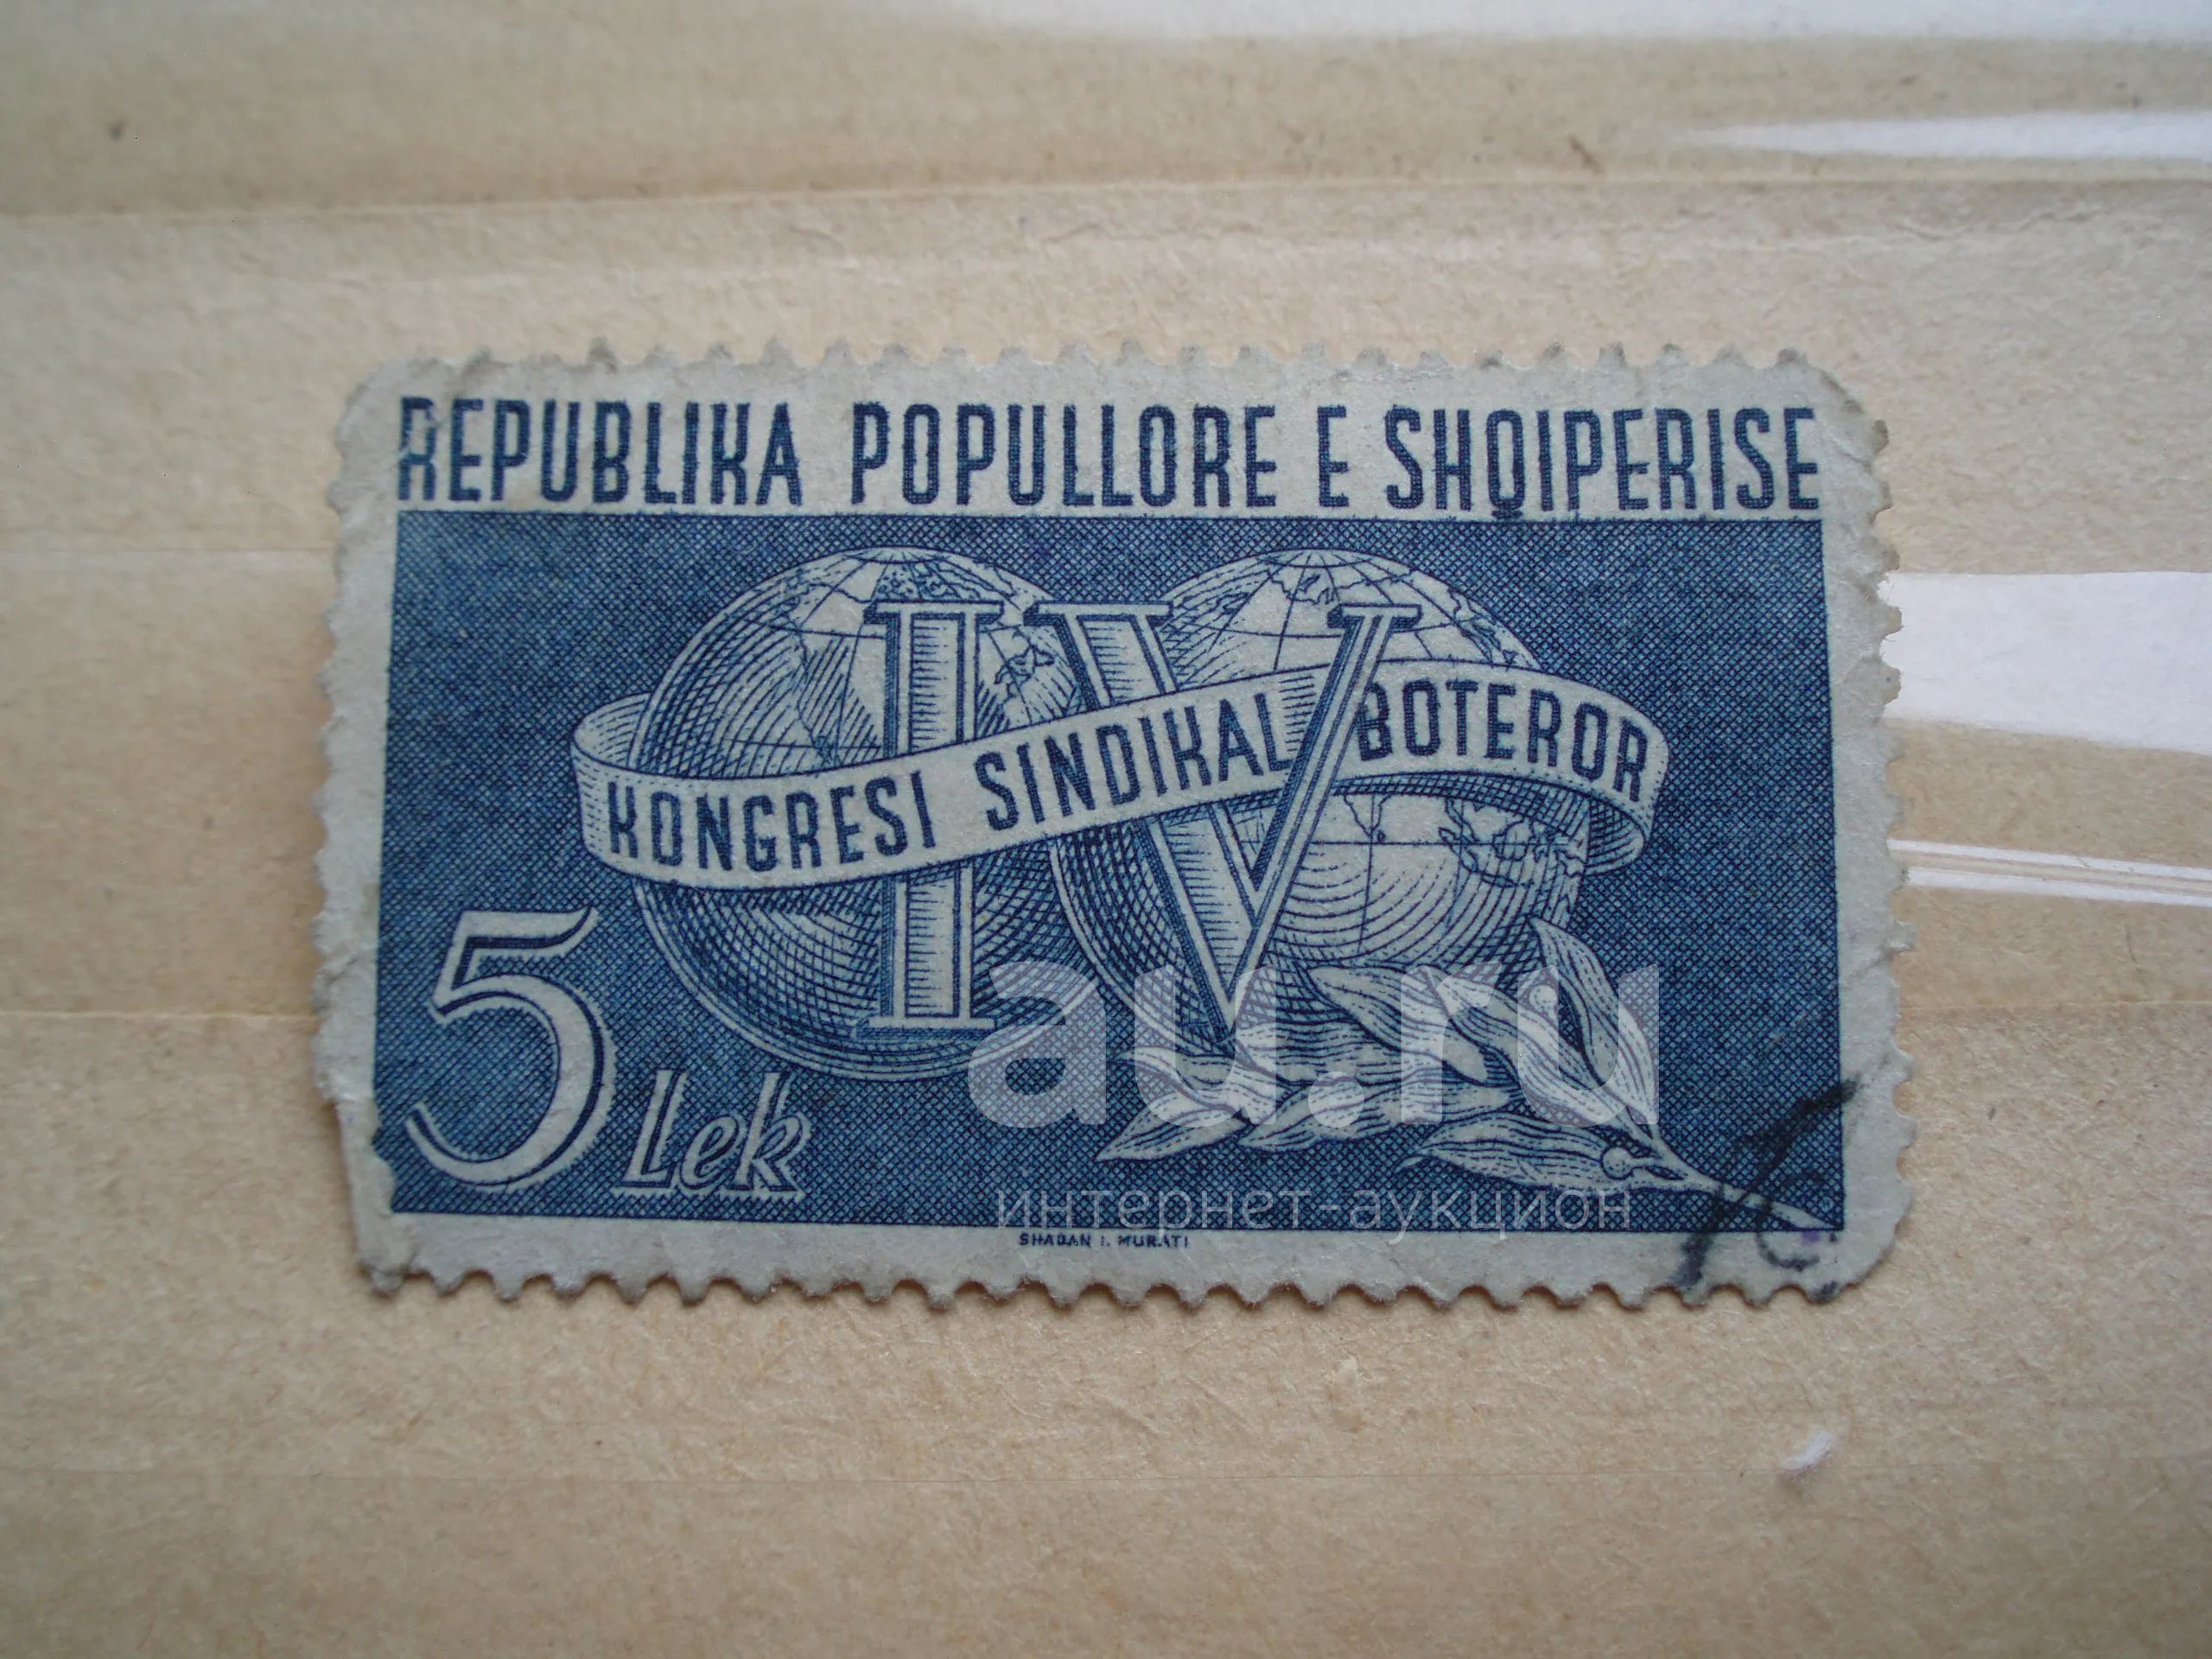 REPUBLIKA POPULLORE E SHQIPERISE
IV
KONGRESI SINDIKAL BOTEROR
5 Lek
au.ru
интернет-аукцион
SHABAN I. MURATI